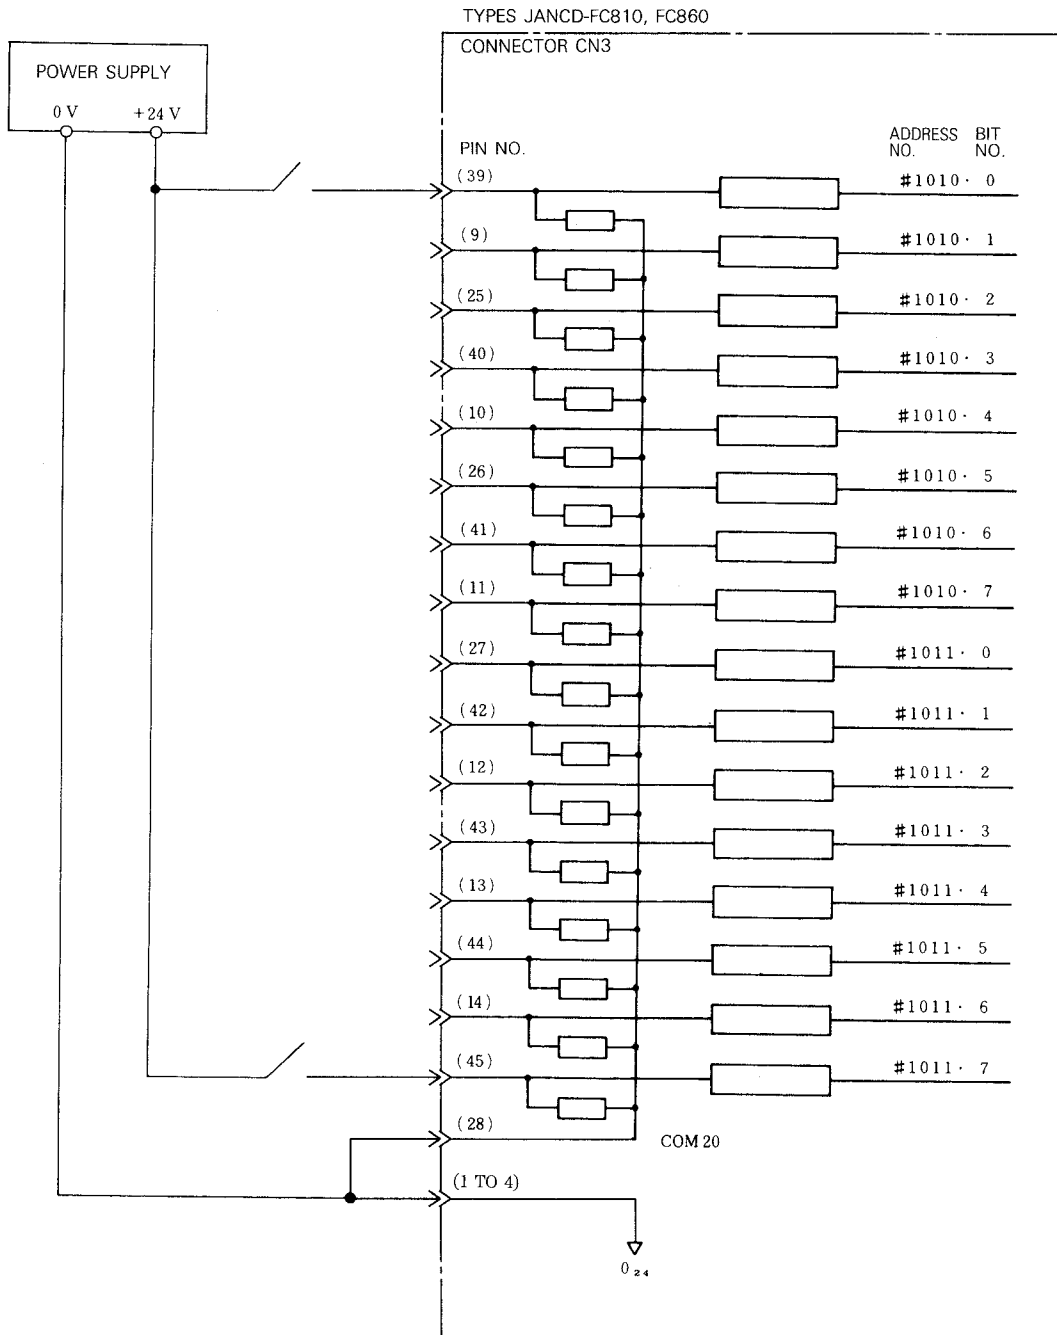 TYPES JANCD-FC810, FC860
CONNECTOR CN3
POWER SUPPLY
0 V +24 V
PIN NO.
ADDRESS NO. BIT NO.
(39) #1010· 0
(9) #1010· 1
(25) #1010· 2
(40) #1010· 3
(10) #1010· 4
(26) #1010· 5
(41) #1010· 6
(11) #1010· 7
(27) #1011· 0
(42) #1011· 1
(12) #1011· 2
(43) #1011· 3
(13) #1011· 4
(44) #1011· 5
(14) #1011· 6
(45) #1011· 7
(28) COM 20
(1 TO 4)
0₂₄